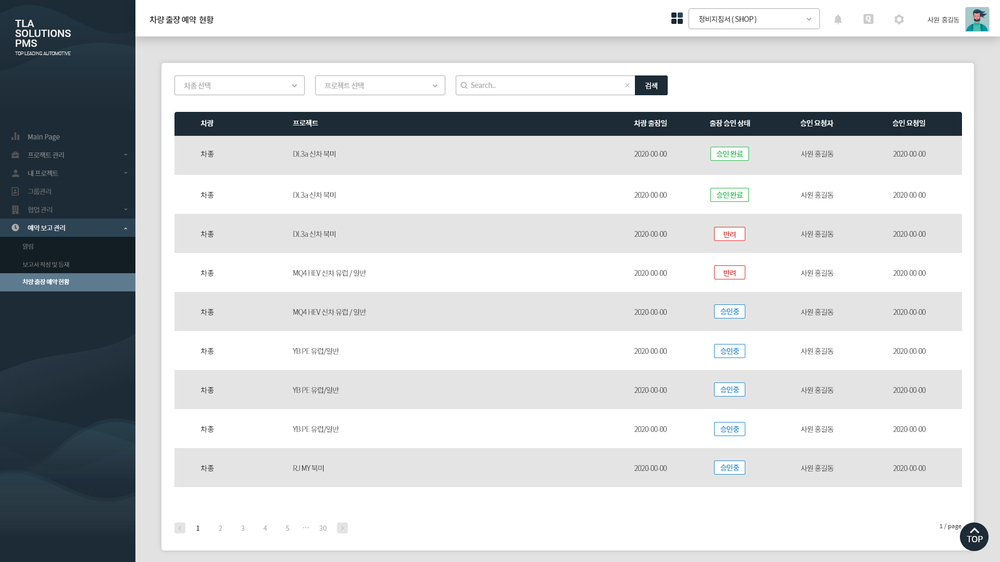 TLA
SOLUTIONS
PMS
TOP LEADING AUTOMOTIVE
Main Page
프로젝트 관리
내 프로젝트
그룹관리
협업 관리
예약 보고 관리
알림
보고서 작성 및 등재
차량 출장 예약 현황
차량 출장 예약 현황
정비지침서 ( SHOP )
Q
사원 홍길동
차종 선택
프로젝트 선택
Search..
검색
차량 프로젝트 차량 출장일 출장 승인 상태 승인 요청자 승인 요청일
차종 DL3a 신차 북미 2020-00-00 승인 완료 사원 홍길동 2020-00-00
차종 DL3a 신차 북미 2020-00-00 승인 완료 사원 홍길동 2020-00-00
차종 DL3a 신차 북미 2020-00-00 반려 사원 홍길동 2020-00-00
차종 MQ4 HEV 신차 유럽 / 일반 2020-00-00 반려 사원 홍길동 2020-00-00
차종 MQ4 HEV 신차 유럽 / 일반 2020-00-00 승인중 사원 홍길동 2020-00-00
차종 YB PE 유럽/일반 2020-00-00 승인중 사원 홍길동 2020-00-00
차종 YB PE 유럽/일반 2020-00-00 승인중 사원 홍길동 2020-00-00
차종 YB PE 유럽/일반 2020-00-00 승인중 사원 홍길동 2020-00-00
차종 RJ MY 북미 2020-00-00 승인중 사원 홍길동 2020-00-00
< 1 2 3 4 5 ··· 30 >
1 / page
TOP